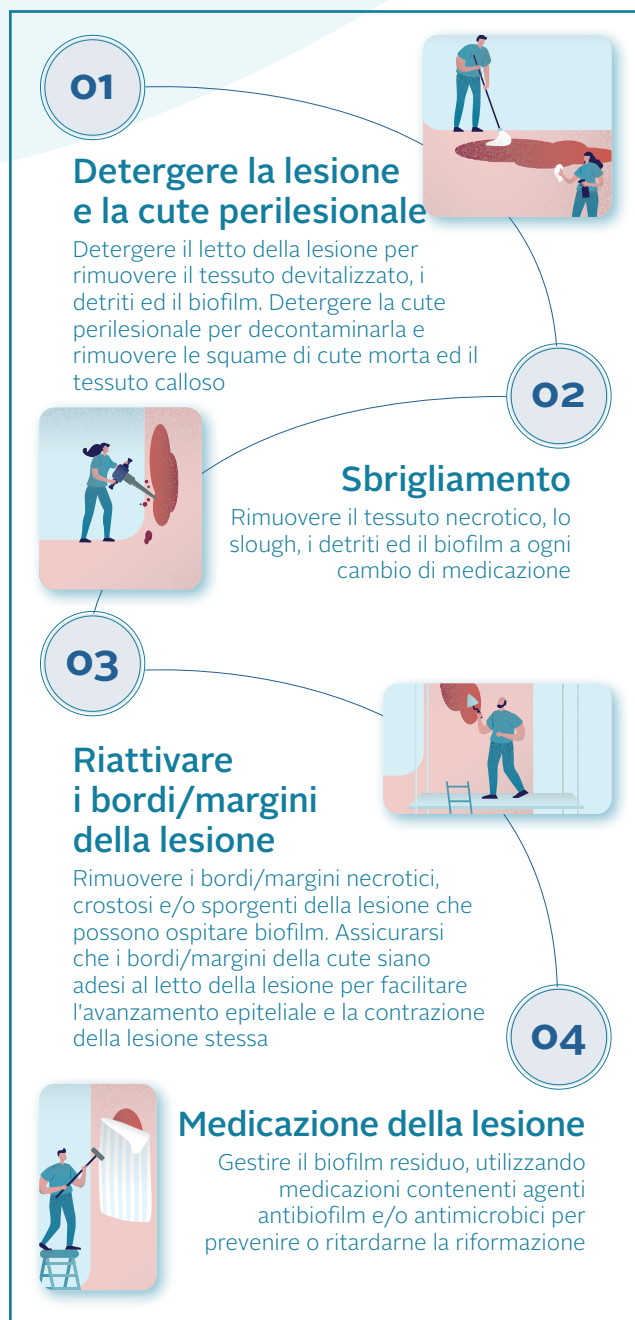 01
Detergere la lesione
e la cute perilesionale
Detergere il letto della lesione per
rimuovere il tessuto devitalizzato, i
detriti ed il biofilm. Detergere la cute
perilesionale per decontaminarla e
rimuovere le squame di cute morta ed il
tessuto calloso
02
Sbrigliamento
Rimuovere il tessuto necrotico, lo
slough, i detriti ed il biofilm a ogni
cambio di medicazione
03
Riattivare
i bordi/margini
della lesione
Rimuovere i bordi/margini necrotici,
crostosi e/o sporgenti della lesione che
possono ospitare biofilm. Assicurarsi
che i bordi/margini della cute siano
adesi al letto della lesione per facilitare
l'avanzamento epiteliale e la contrazione
della lesione stessa
04
Medicazione della lesione
Gestire il biofilm residuo, utilizzando
medicazioni contenenti agenti
antibiofilm e/o antimicrobici per
prevenire o ritardarne la riformazione